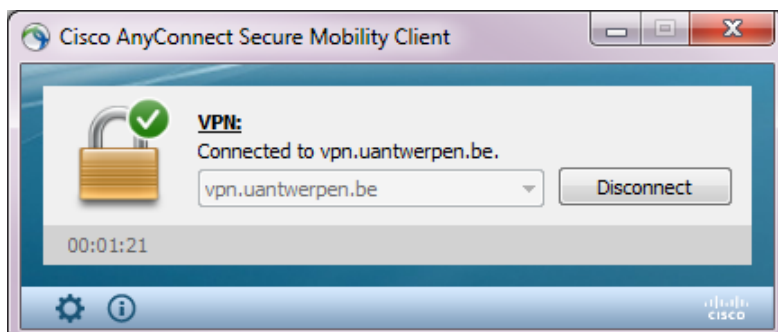 Cisco AnyConnect Secure Mobility Client
VPN:
Connected to vpn.uantwerpen.be.
vpn.uantwerpen.be
Disconnect
00:01:21
CISCO